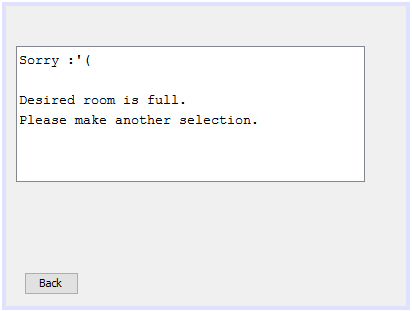 Sorry :'(
Desired room is full.
Please make another selection.
Back